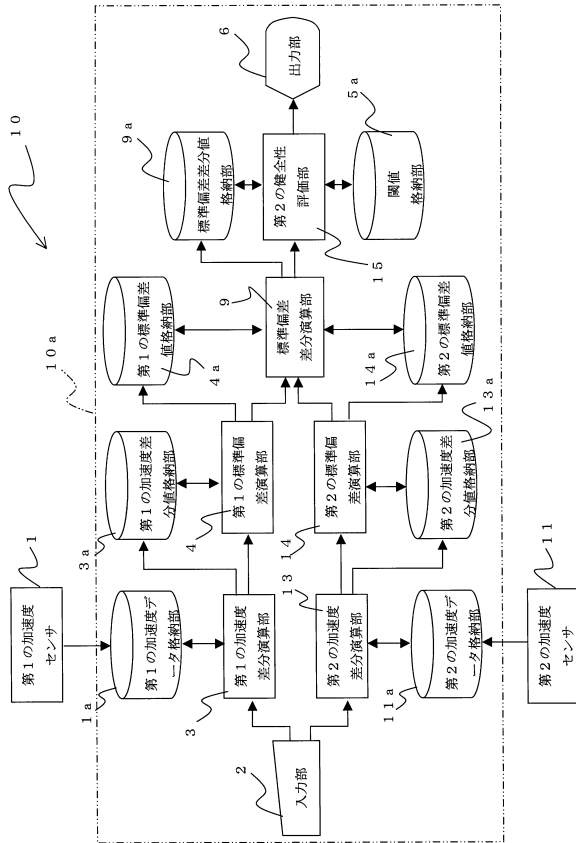 10
10a
第1の加速度
センサ
1
第1の加速度デ
ータ格納部
1a
第1の加速度差
分値格納部
3a
第1の標準偏差
値格納部
4a
標準偏差差分値
格納部
9a
入力部
2
第1の加速度
差分演算部
3
第1の標準偏
差演算部
4
標準偏差
差分演算部
9
第2の健全性
評価部
15
出力部
6
第2の加速度
差分演算部
13
第2の標準偏
差演算部
14
閾値
格納部
5a
第2の加速度デ
ータ格納部
11a
第2の加速度差
分値格納部
13a
第2の標準偏差
値格納部
14a
第2の加速度
センサ
11